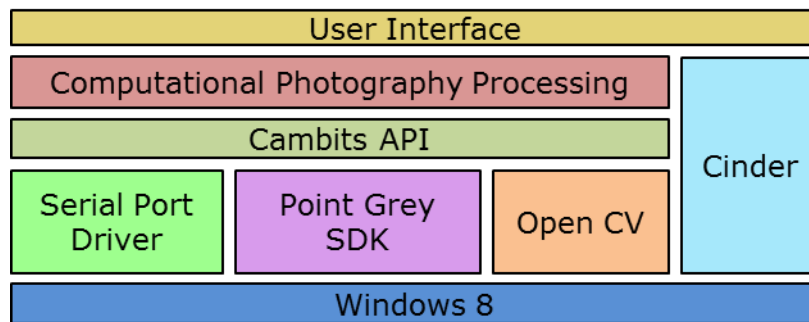 User Interface
Computational Photography Processing
Cambits API
Cinder
Serial Port
Driver
Point Grey
SDK
Open CV
Windows 8